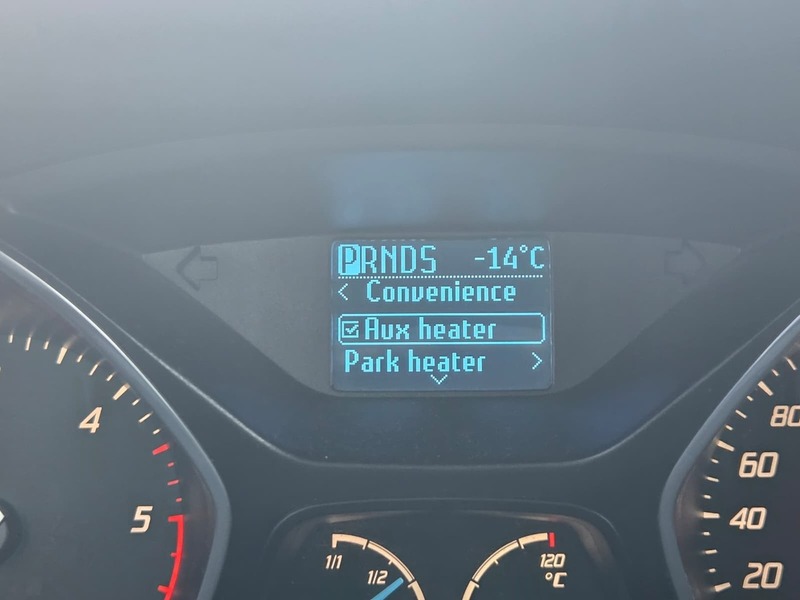 PRNDS -14°C
< Convenience
Aux heater
Park heater >
4
5
1/1
1/2
120
°C
80
60
40
20